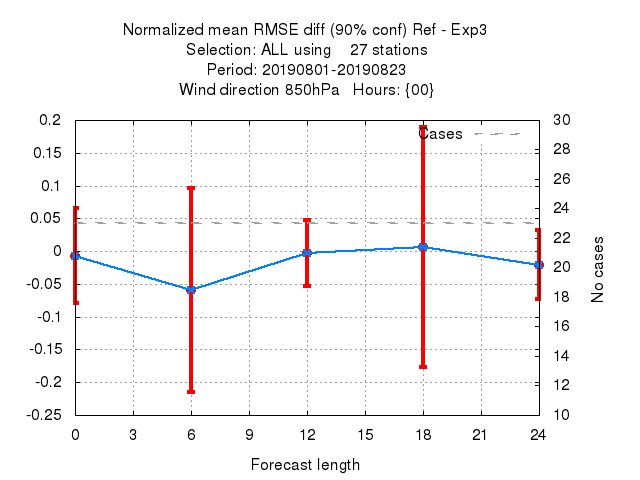 Normalized mean RMSE diff (90% conf) Ref - Exp3
Selection: ALL using    27 stations
Period: 20190801-20190823
Wind direction 850hPa   Hours: {00}
Cases
0.2
0.15
0.1
0.05
0
-0.05
-0.1
-0.15
-0.2
-0.25
30
28
26
24
22
20
18
16
14
12
10
No cases
0 3 6 9 12 15 18 21 24
Forecast length